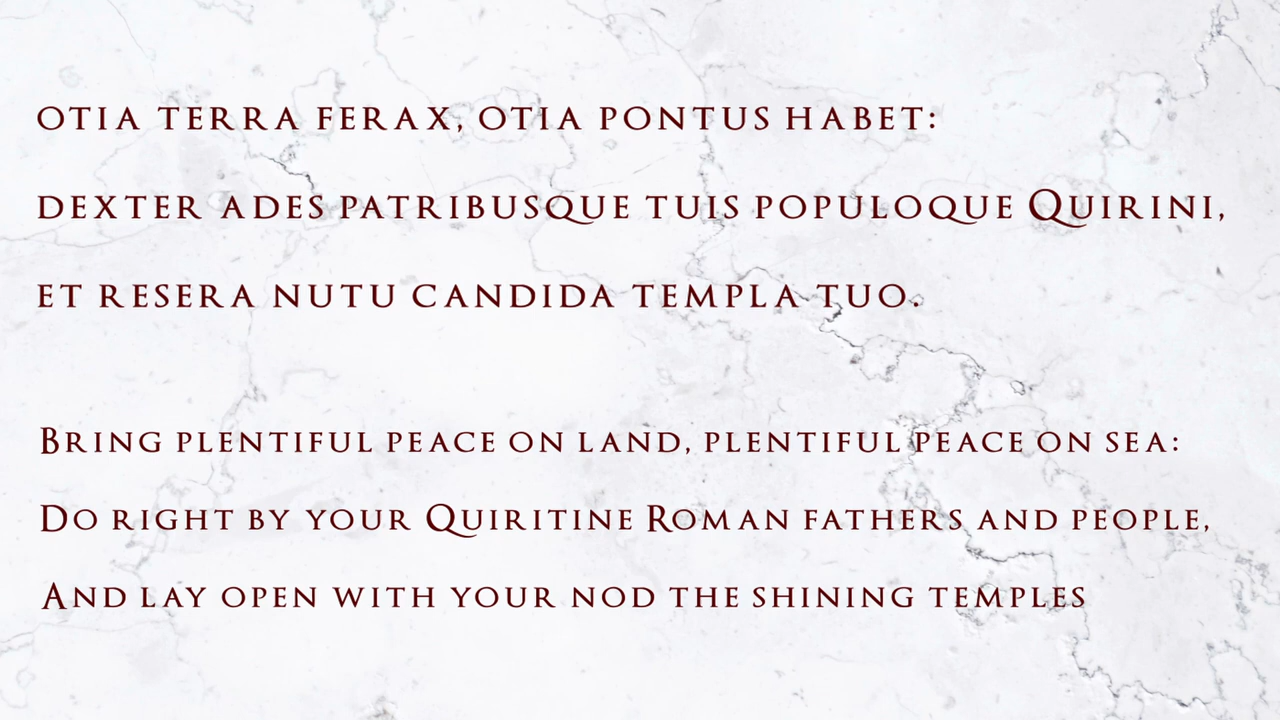 OTIA TERRA FERAX, OTIA PONTUS HABET:
DEXTER ADES PATRIBUSQUE TUIS POPULOQUE QUIRINI,
ET RESERA NUTU CANDIDA TEMPLA TUO.
BRING PLENTIFUL PEACE ON LAND, PLENTIFUL PEACE ON SEA:
DO RIGHT BY YOUR QUIRITINE ROMAN FATHERS AND PEOPLE,
AND LAY OPEN WITH YOUR NOD THE SHINING TEMPLES